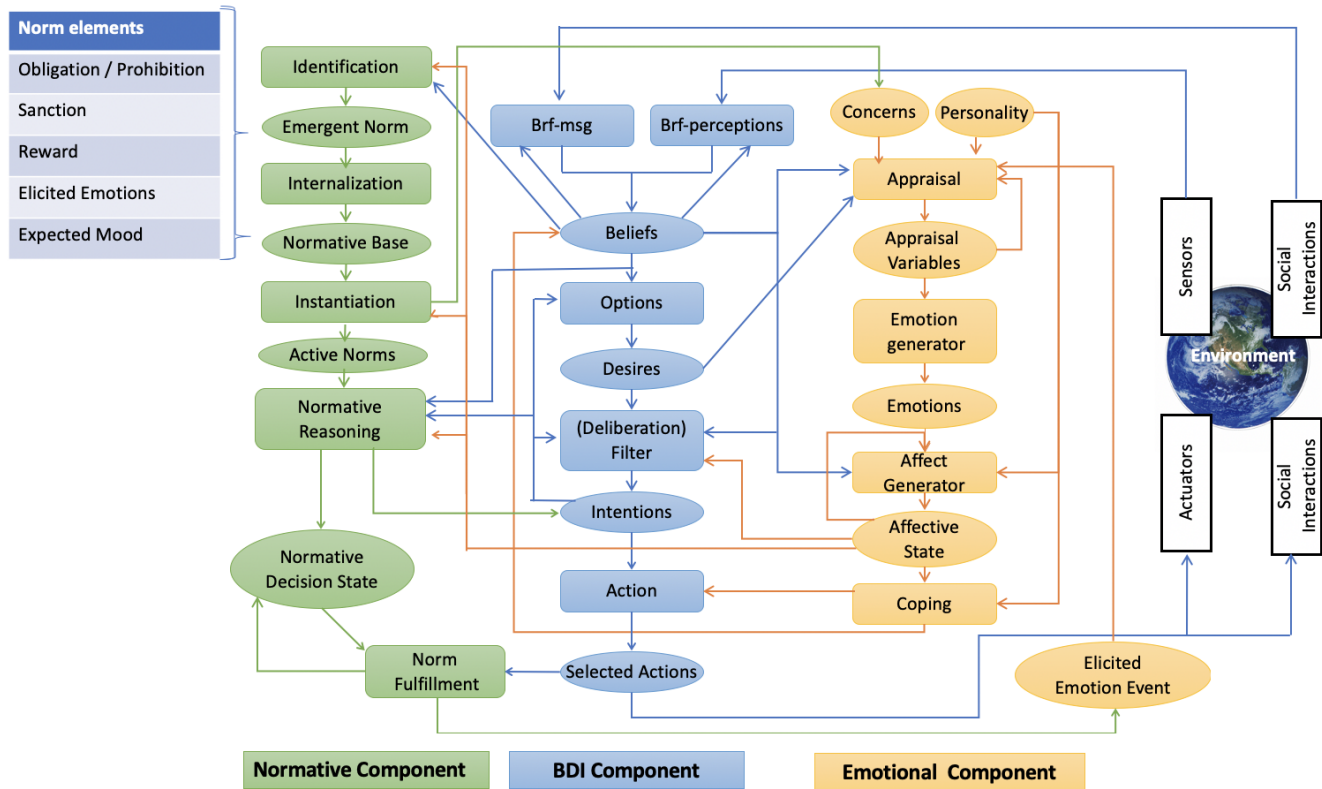 Norm elements
Obligation / Prohibition
Sanction
Reward
Elicited Emotions
Expected Mood
Identification
Emergent Norm
Internalization
Normative Base
Instantiation
Active Norms
Normative
Reasoning
Normative
Decision State
Norm
Fulfillment
Brf-msg
Brf-perceptions
Beliefs
Options
Desires
(Deliberation)
Filter
Intentions
Action
Selected Actions
Concerns
Personality
Appraisal
Appraisal
Variables
Emotion
generator
Emotions
Affect
Generator
Affective
State
Coping
Elicited
Emotion Event
Sensors
Social
Interactions
Environment
Actuators
Social
Interactions
Normative Component
BDI Component
Emotional Component